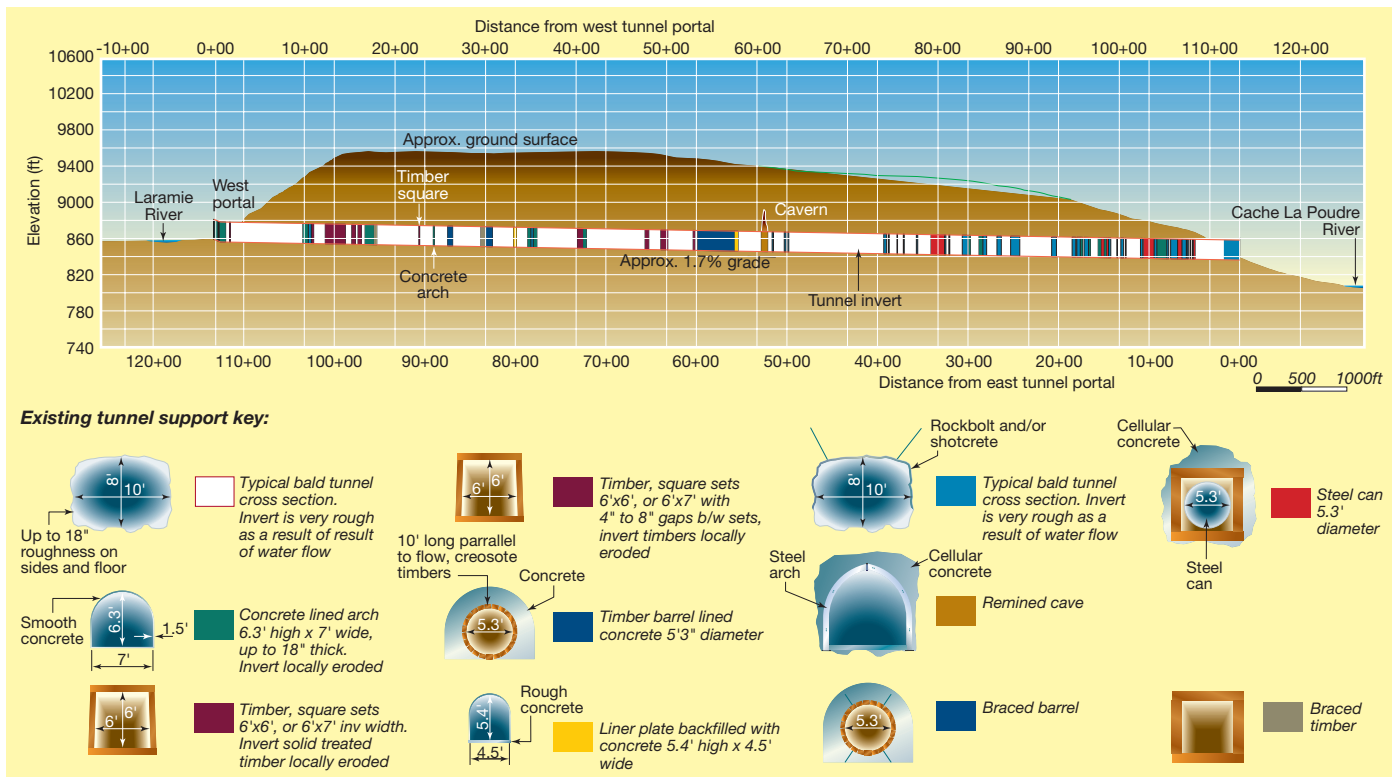 Distance from west tunnel portal
-10+00 0+00 10+00 20+00 30+00 40+00 50+00 60+00 70+00 80+00 90+00 100+00 110+00 120+00
Elevation (ft)
10600
10200
9800
9400
9000
860
820
780
740
Approx. ground surface
Timber
square
West
portal
Laramie
River
Cavern
Cache La Poudre
River
Approx. 1.7% grade
Concrete
arch
Tunnel invert
120+00 110+00 100+00 90+00 80+00 70+00 60+00 50+00 40+00 30+00 20+00 10+00 0+00
Distance from east tunnel portal
0 500 1000ft
Existing tunnel support key:
8'
10'
Up to 18"
roughness on
sides and floor
Typical bald tunnel
cross section.
Invert is very rough
as a result of result
of water flow
6' 6'
Timber, square sets
6'x6', or 6'x7' with
4" to 8" gaps b/w sets,
invert timbers locally
eroded
Rockbolt and/or
shotcrete
8'
10'
Typical bald tunnel
cross section. Invert
is very rough as a
result of water flow
Cellular
concrete
5.3'
Steel
can
Steel can
5.3'
diameter
Smooth
concrete
6.3'
1.5'
7'
Concrete lined arch
6.3' high x 7' wide,
up to 18" thick.
Invert locally eroded
10' long parrallel
to flow, creosote
timbers
Concrete
5.3'
Timber barrel lined
concrete 5'3" diameter
Steel
arch
Cellular
concrete
Remined cave
6'
6'
Timber, square sets
6'x6', or 6'x7' inv width.
Invert solid treated
timber locally eroded
Rough
concrete
5.4'
4.5'
Liner plate backfilled with
concrete 5.4' high x 4.5'
wide
5.3'
Braced barrel
Braced
timber